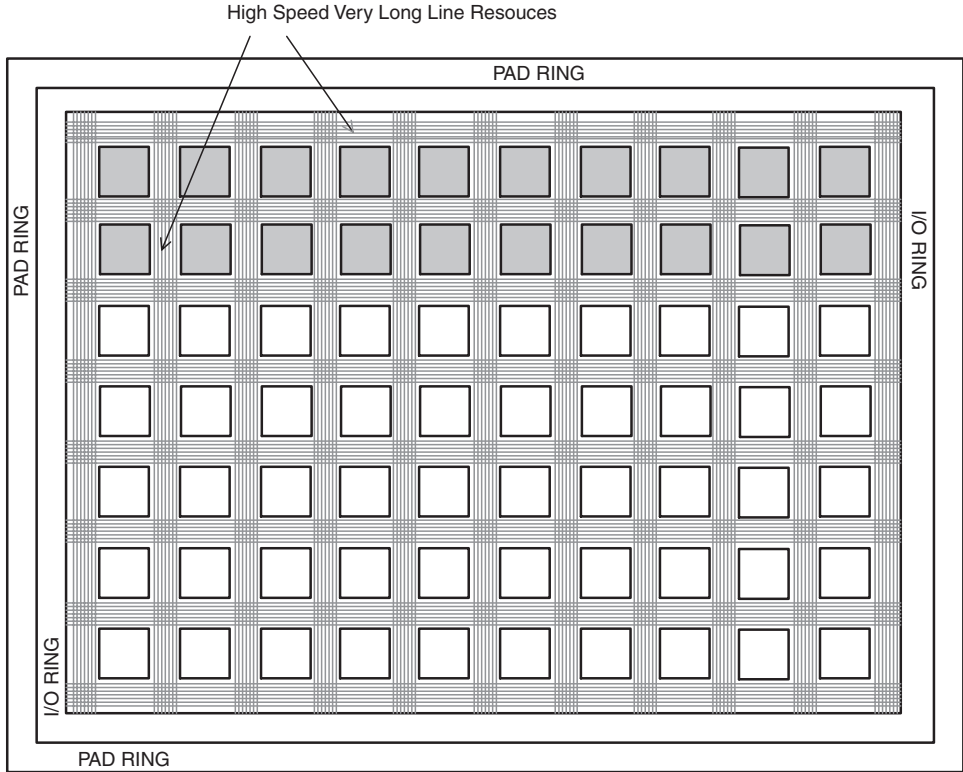 High Speed Very Long Line Resouces
PAD RING
PAD RING
I/O RING
I/O RING
PAD RING